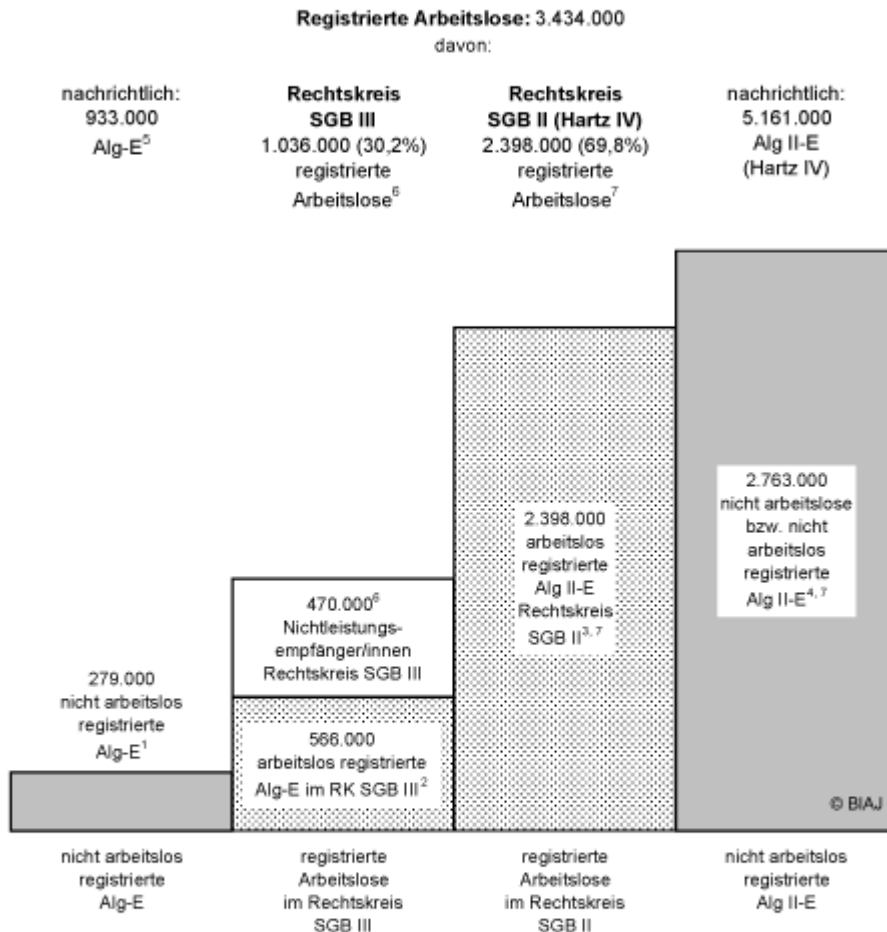 Registrierte Arbeitslose: 3.434.000
davon:
nachrichtlich:
933.000
Alg-E⁵
Rechtskreis
SGB III
1.036.000 (30,2%)
registrierte
Arbeitslose⁶
Rechtskreis
SGB II (Hartz IV)
2.398.000 (69,8%)
registrierte
Arbeitslose⁷
nachrichtlich:
5.161.000
Alg II-E
(Hartz IV)
279.000
nicht arbeitslos
registrierte
Alg-E¹
470.000⁶
Nichtleistungs-
empfänger/innen
Rechtskreis SGB III
566.000
arbeitslos registrierte
Alg-E im RK SGB III²
2.398.000
arbeitslos
registrierte
Alg II-E
Rechtskreis
SGB II³,⁷
2.763.000
nicht arbeitslose
bzw. nicht
arbeitslos
registrierte
Alg II-E⁴,⁷
© BIAJ
nicht arbeitslos
registrierte
Alg-E
registrierte
Arbeitslose
im Rechtskreis
SGB III
registrierte
Arbeitslose
im Rechtskreis
SGB II
nicht arbeitslos
registrierte
Alg II-E